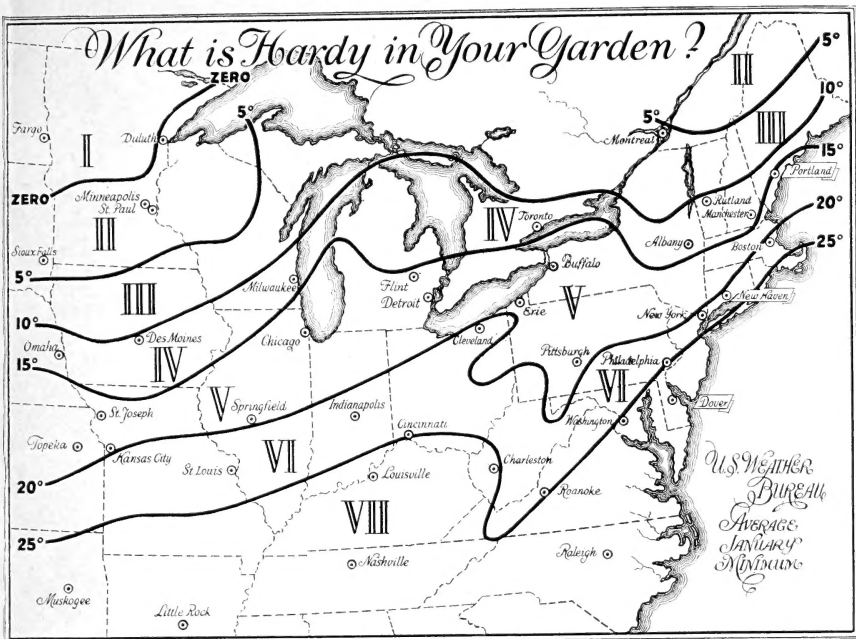 What is Hardy in Your Garden?
ZERO
5°
II
5°
10°
Fargo
I
Duluth
5°
Montreal
III
15°
Portland
ZERO
Minneapolis
St. Paul
II
IV
Toronto
Rutland
Manchester
20°
Sioux Falls
Albany
Boston
25°
5°
III
Milwaukee
Flint
Detroit
Buffalo
Erie
V
New York
New Haven
10°
Des Moines
Chicago
Cleveland
Omaha
15°
IV
Pittsburgh
Philadelphia
VI
St. Joseph
V
Springfield
Indianapolis
Washington
Dover
Topeka
Kansas City
St. Louis
VI
Cincinnati
Louisville
Charleston
Roanoke
20°
25°
VII
Nashville
Raleigh
Muskogee
Little Rock
U.S. WEATHER
BUREAU
AVERAGE
JANUARY
MINIMUM